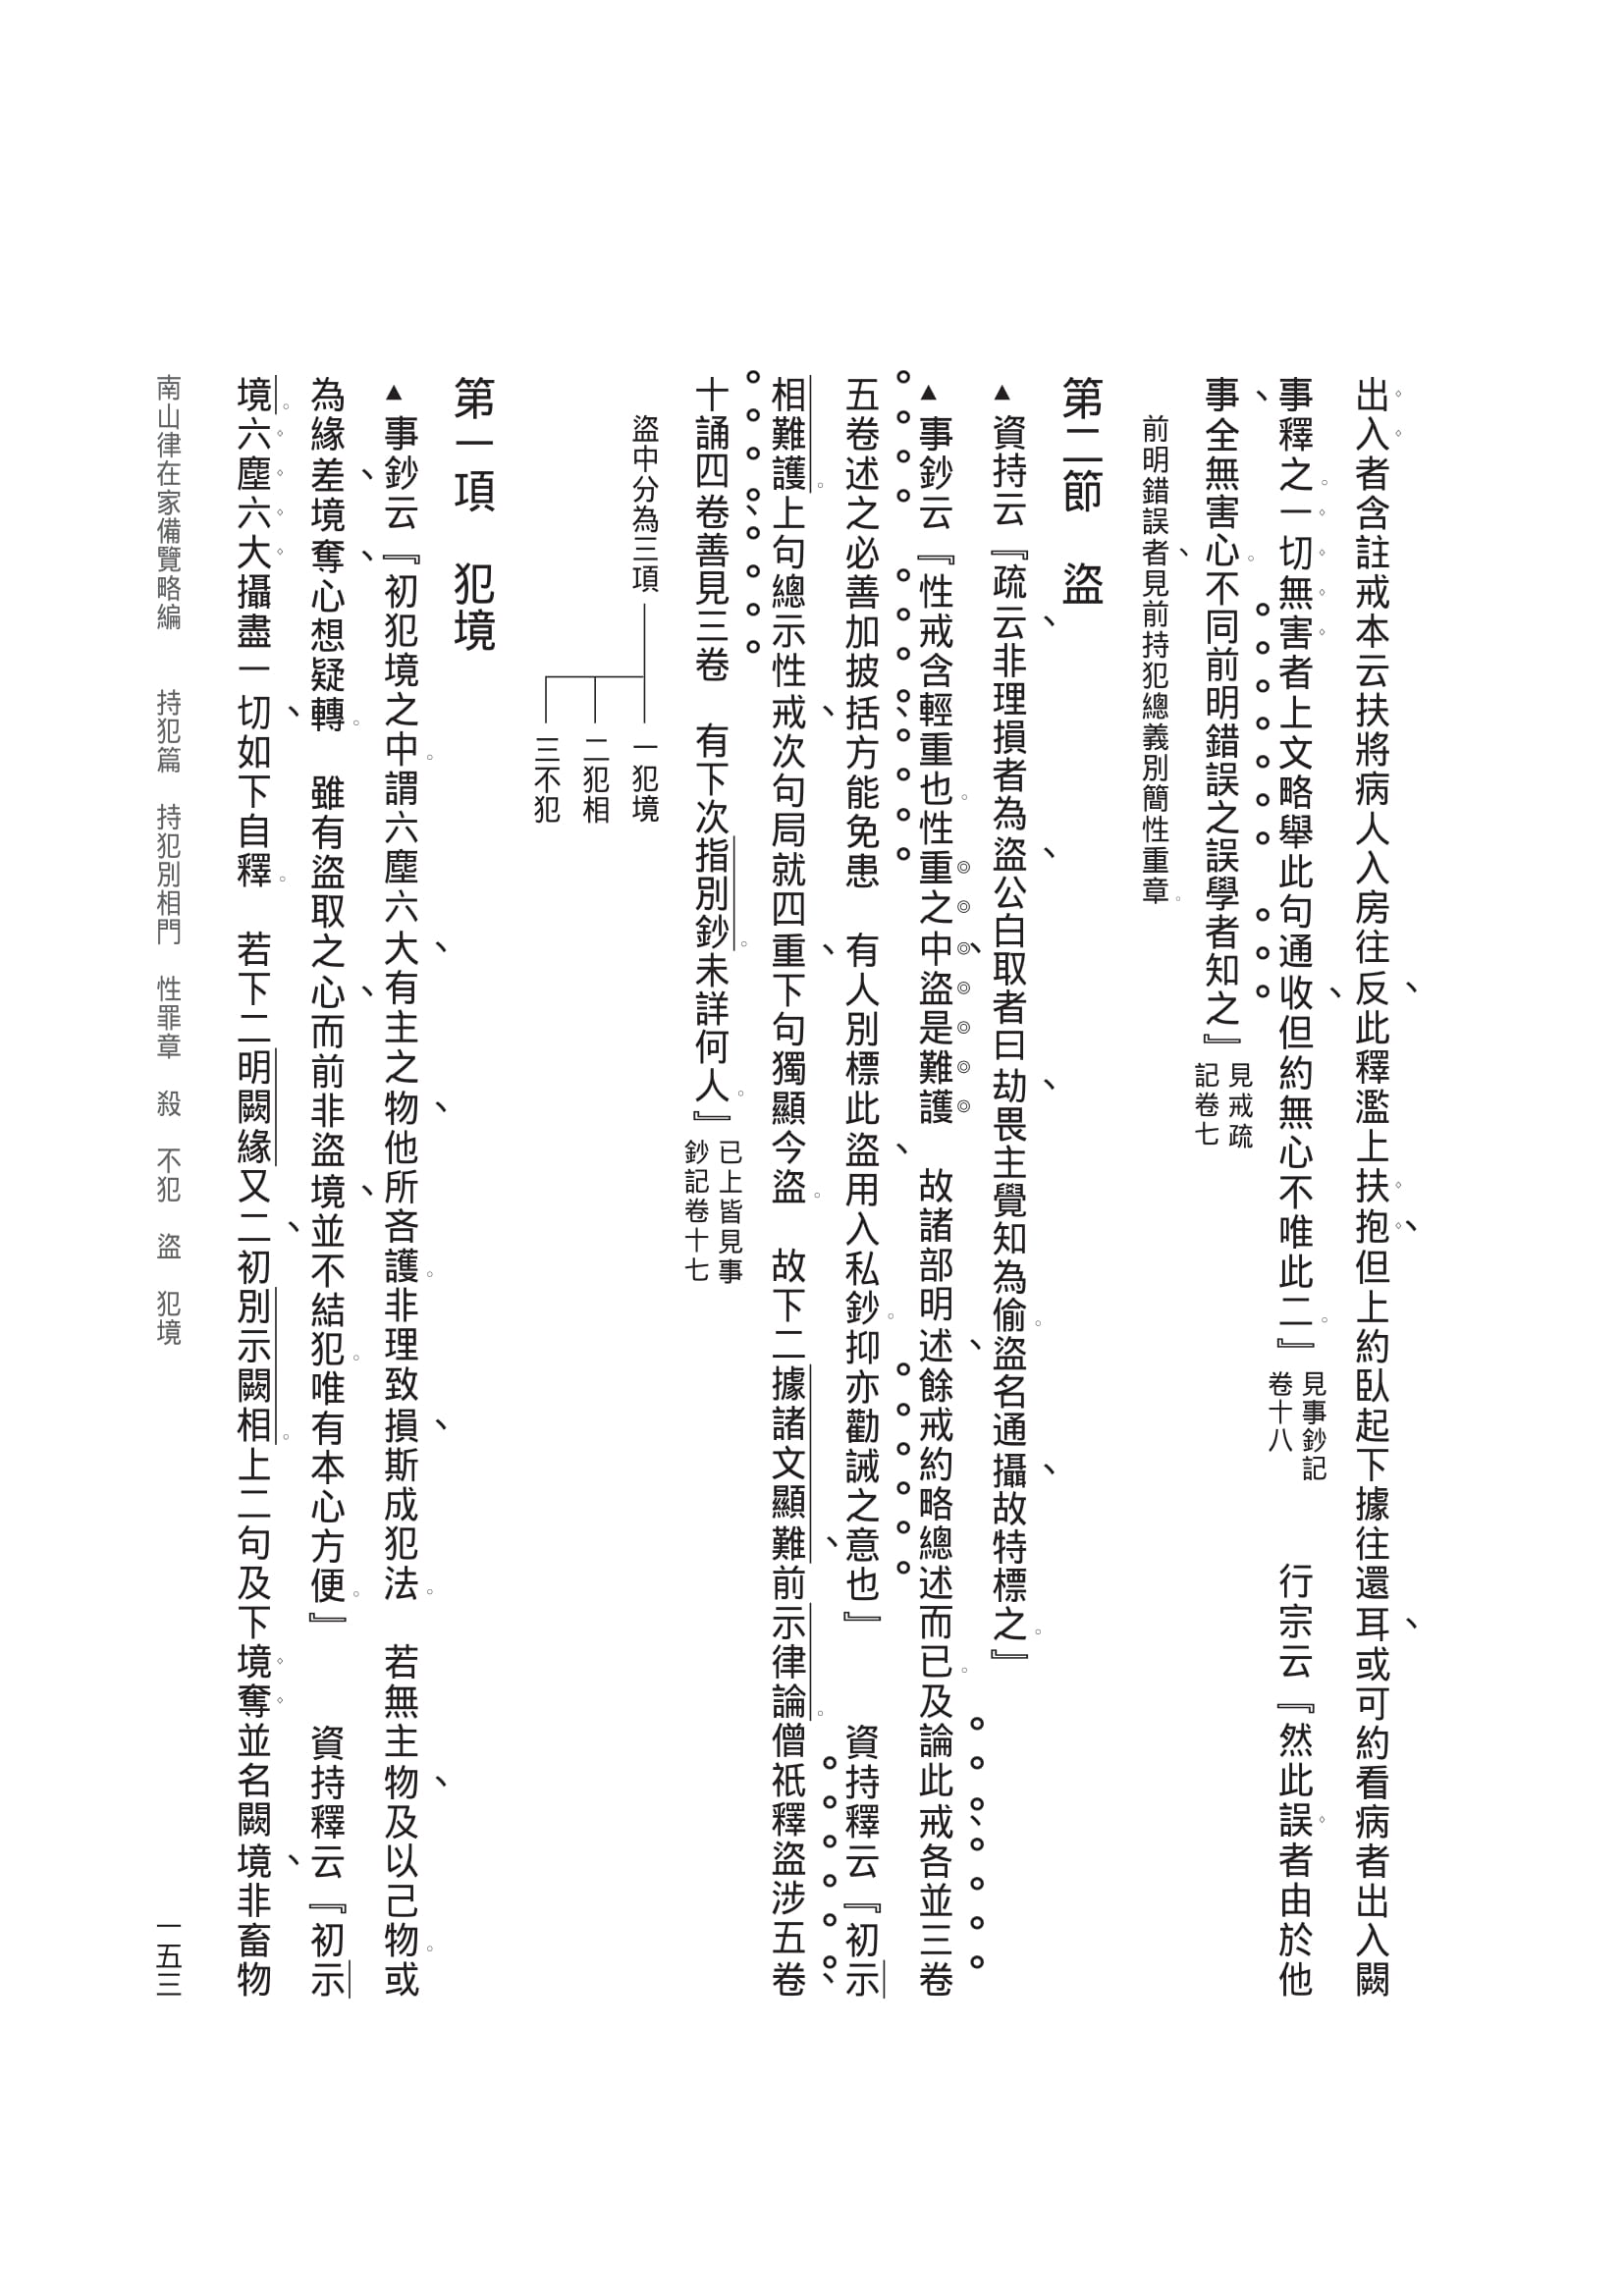 出入者含註戒本云扶將病人入房往反、此釋濫上扶抱、但上約臥起下據往還耳、或可約看病者出入闕
事釋之。一切無害者上文略舉此句通收、但約無心不唯此二。』見事鈔記卷十八　行宗云『然此誤者由於他
事、全無害心。不同前明錯誤之誤學者知之』見戒疏記卷七
前明錯誤者、見前持犯總義別簡性重章。
第二節　盜
▲資持云『疏云、非理損者為盜、公白取者曰劫、畏主覺知為偷。盜名通攝、故特標之。』
▲事鈔云『性戒含輕重也。性重之中、盜是難護　故諸部明述、餘戒約略總述而已。及論此戒、各並三卷
五卷述之必善加披、括方能免患　有人別標此盜、用入私鈔。抑亦勸誡之意也』　資持釋云『初示
相難護。上句總示性戒、次句局就四重、下句獨顯今盜。　故下二據諸文顯難、前示律論。僧祇釋盜涉五卷、
十誦四卷、善見三卷　有下次指別鈔。未詳何人。』已上皆見事鈔記卷十七
盜中分為三項
一犯境
二犯相
三不犯
第一項　犯境
▲事鈔云『初犯境之中。謂六塵六大、有主之物、他所吝護。非理致損、斯成犯法。　若無主物、及以己物。或
為緣差、境奪、心想疑轉。　雖有盜取之心、而前非盜境、並不結犯。唯有本心方便。』　資持釋云『初示
境。六塵六大攝盡一切、如下自釋。　若下二明闕緣又二、初別示闕相。上二句及下境奪並名闕境、非畜物
南山律在家備覽略編　持犯篇　持犯別相門　性罪章　殺　不犯　盜　犯境
一五三